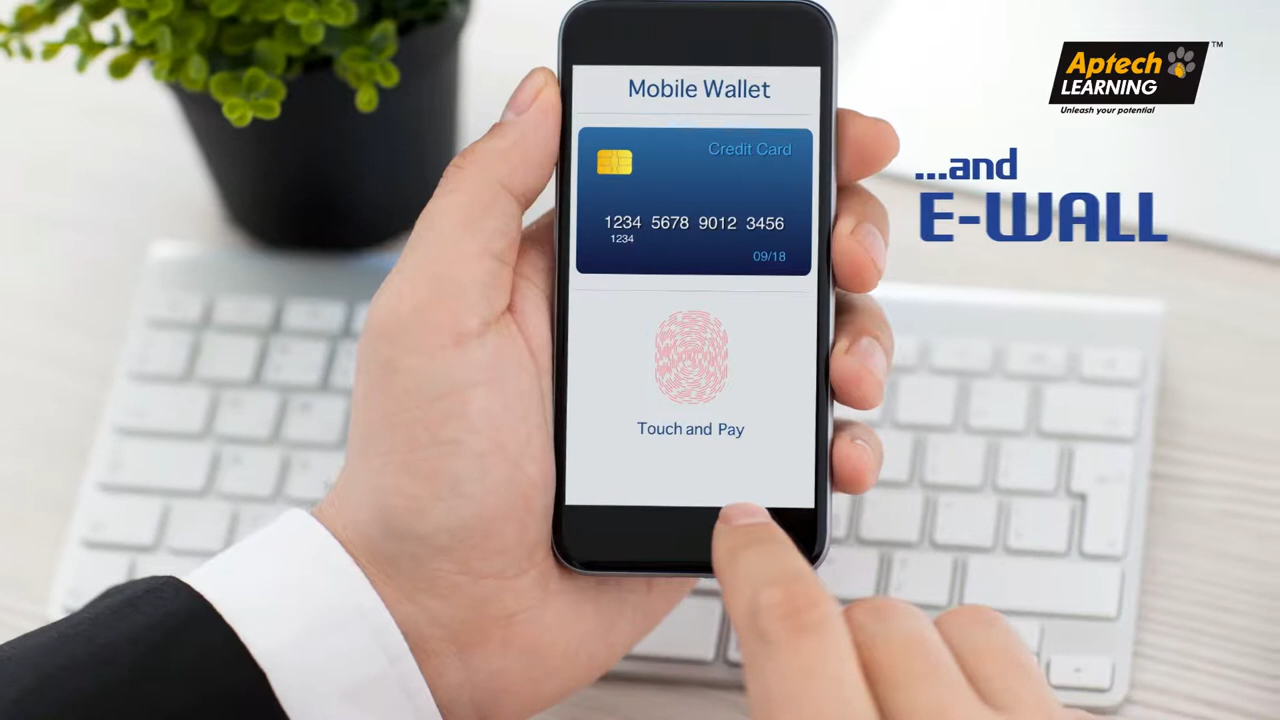 Aptech
LEARNING
TM
Unleash your potential
...and
E-WALL
Mobile Wallet
Credit Card
1234 5678 9012 3456
1234
09/18
Touch and Pay